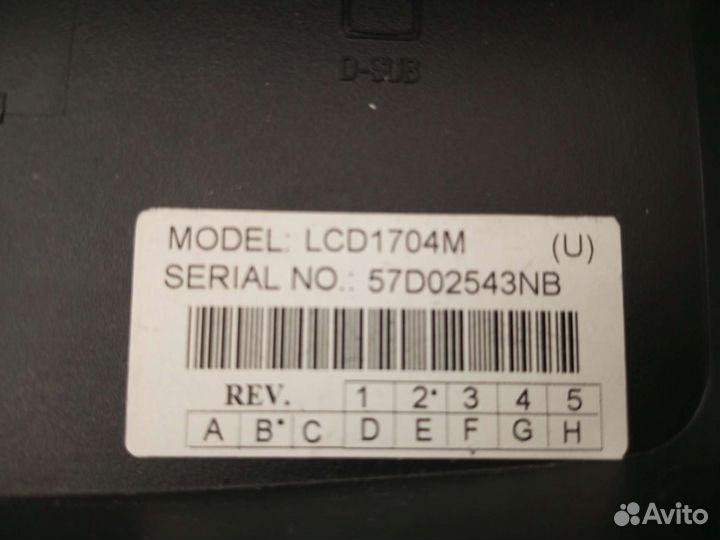 D-SUB
MODEL: LCD1704M (U)
SERIAL NO.: 57D02543NB
REV. 1 2• 3 4 5
A B• C D E F G H
Avito